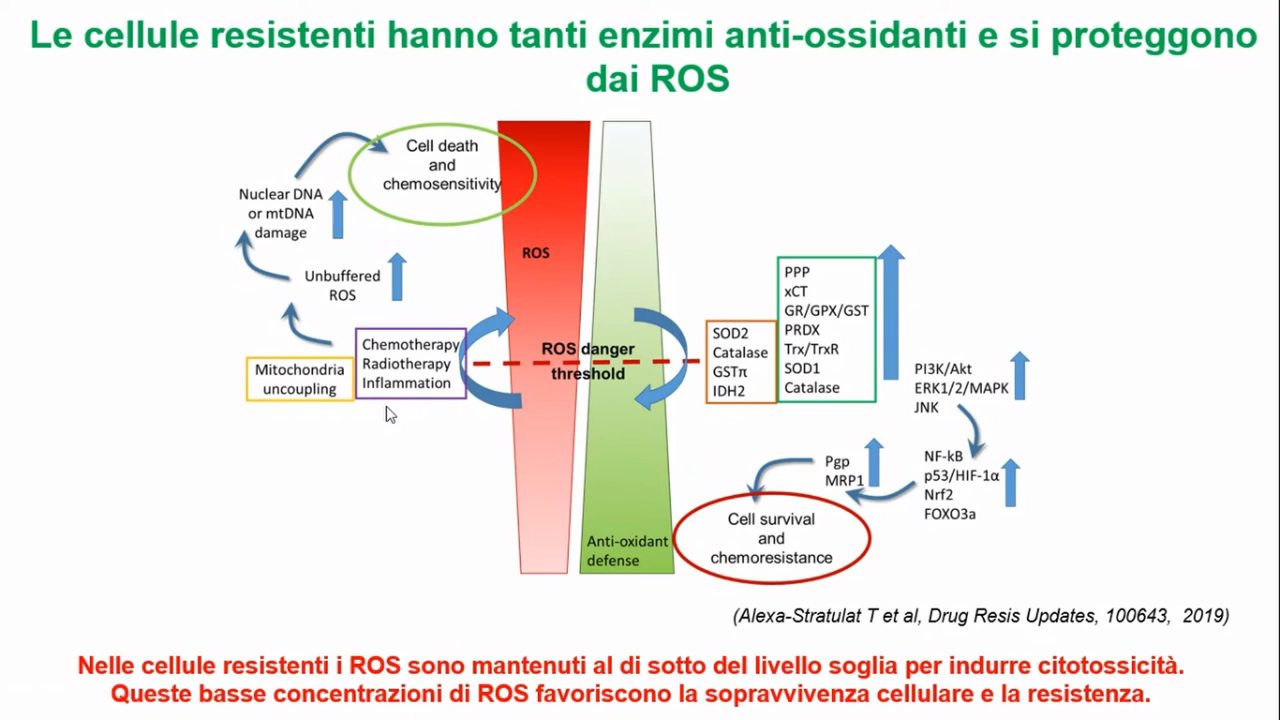 Le cellule resistenti hanno tanti enzimi anti-ossidanti e si proteggono
dai ROS
Cell death
and
chemosensitivity
Nuclear DNA
or mtDNA
damage
Unbuffered
ROS
Mitochondria
uncoupling
Chemotherapy
Radiotherapy
Inflammation
ROS
ROS danger
threshold
Anti-oxidant
defense
SOD2
Catalase
GSTπ
IDH2
PPP
xCT
GR/GPX/GST
PRDX
Trx/TrxR
SOD1
Catalase
PI3K/Akt
ERK1/2/MAPK
JNK
NF-kB
p53/HIF-1α
Nrf2
FOXO3a
Pgp
MRP1
Cell survival
and
chemoresistance
(Alexa-Stratulat T et al, Drug Resis Updates, 100643, 2019)
Nelle cellule resistenti i ROS sono mantenuti al di sotto del livello soglia per indurre citotossicità.
Queste basse concentrazioni di ROS favoriscono la sopravvivenza cellulare e la resistenza.